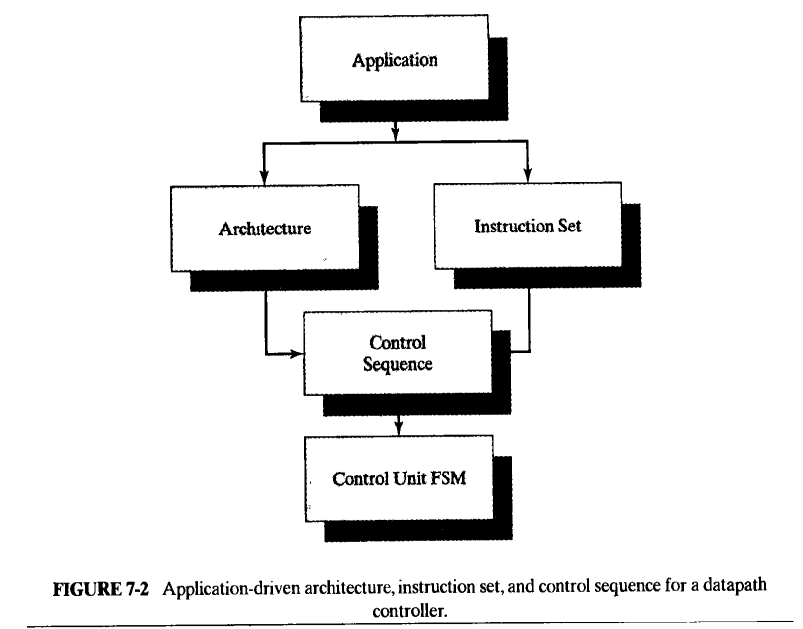 Application
Architecture
Instruction Set
Control
Sequence
Control Unit FSM
FIGURE 7-2 Application-driven architecture, instruction set, and control sequence for a datapath
controller.